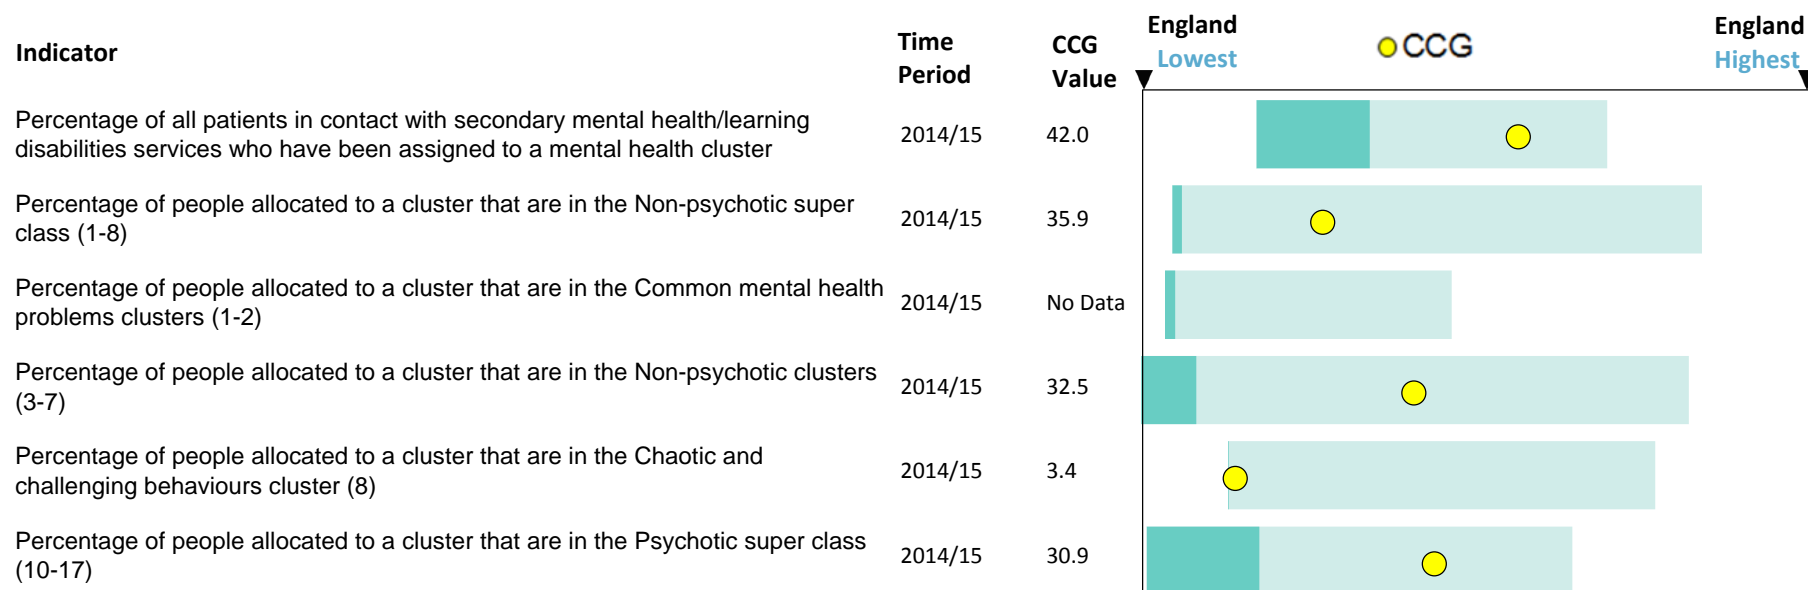 Indicator
Time Period
CCG Value
England Lowest
CCG
England Highest
Percentage of all patients in contact with secondary mental health/learning
disabilities services who have been assigned to a mental health cluster
2014/15
42.0
Percentage of people allocated to a cluster that are in the Non-psychotic super
class (1-8)
2014/15
35.9
Percentage of people allocated to a cluster that are in the Common mental health
problems clusters (1-2)
2014/15
No Data
Percentage of people allocated to a cluster that are in the Non-psychotic clusters
(3-7)
2014/15
32.5
Percentage of people allocated to a cluster that are in the Chaotic and
challenging behaviours cluster (8)
2014/15
3.4
Percentage of people allocated to a cluster that are in the Psychotic super class
(10-17)
2014/15
30.9